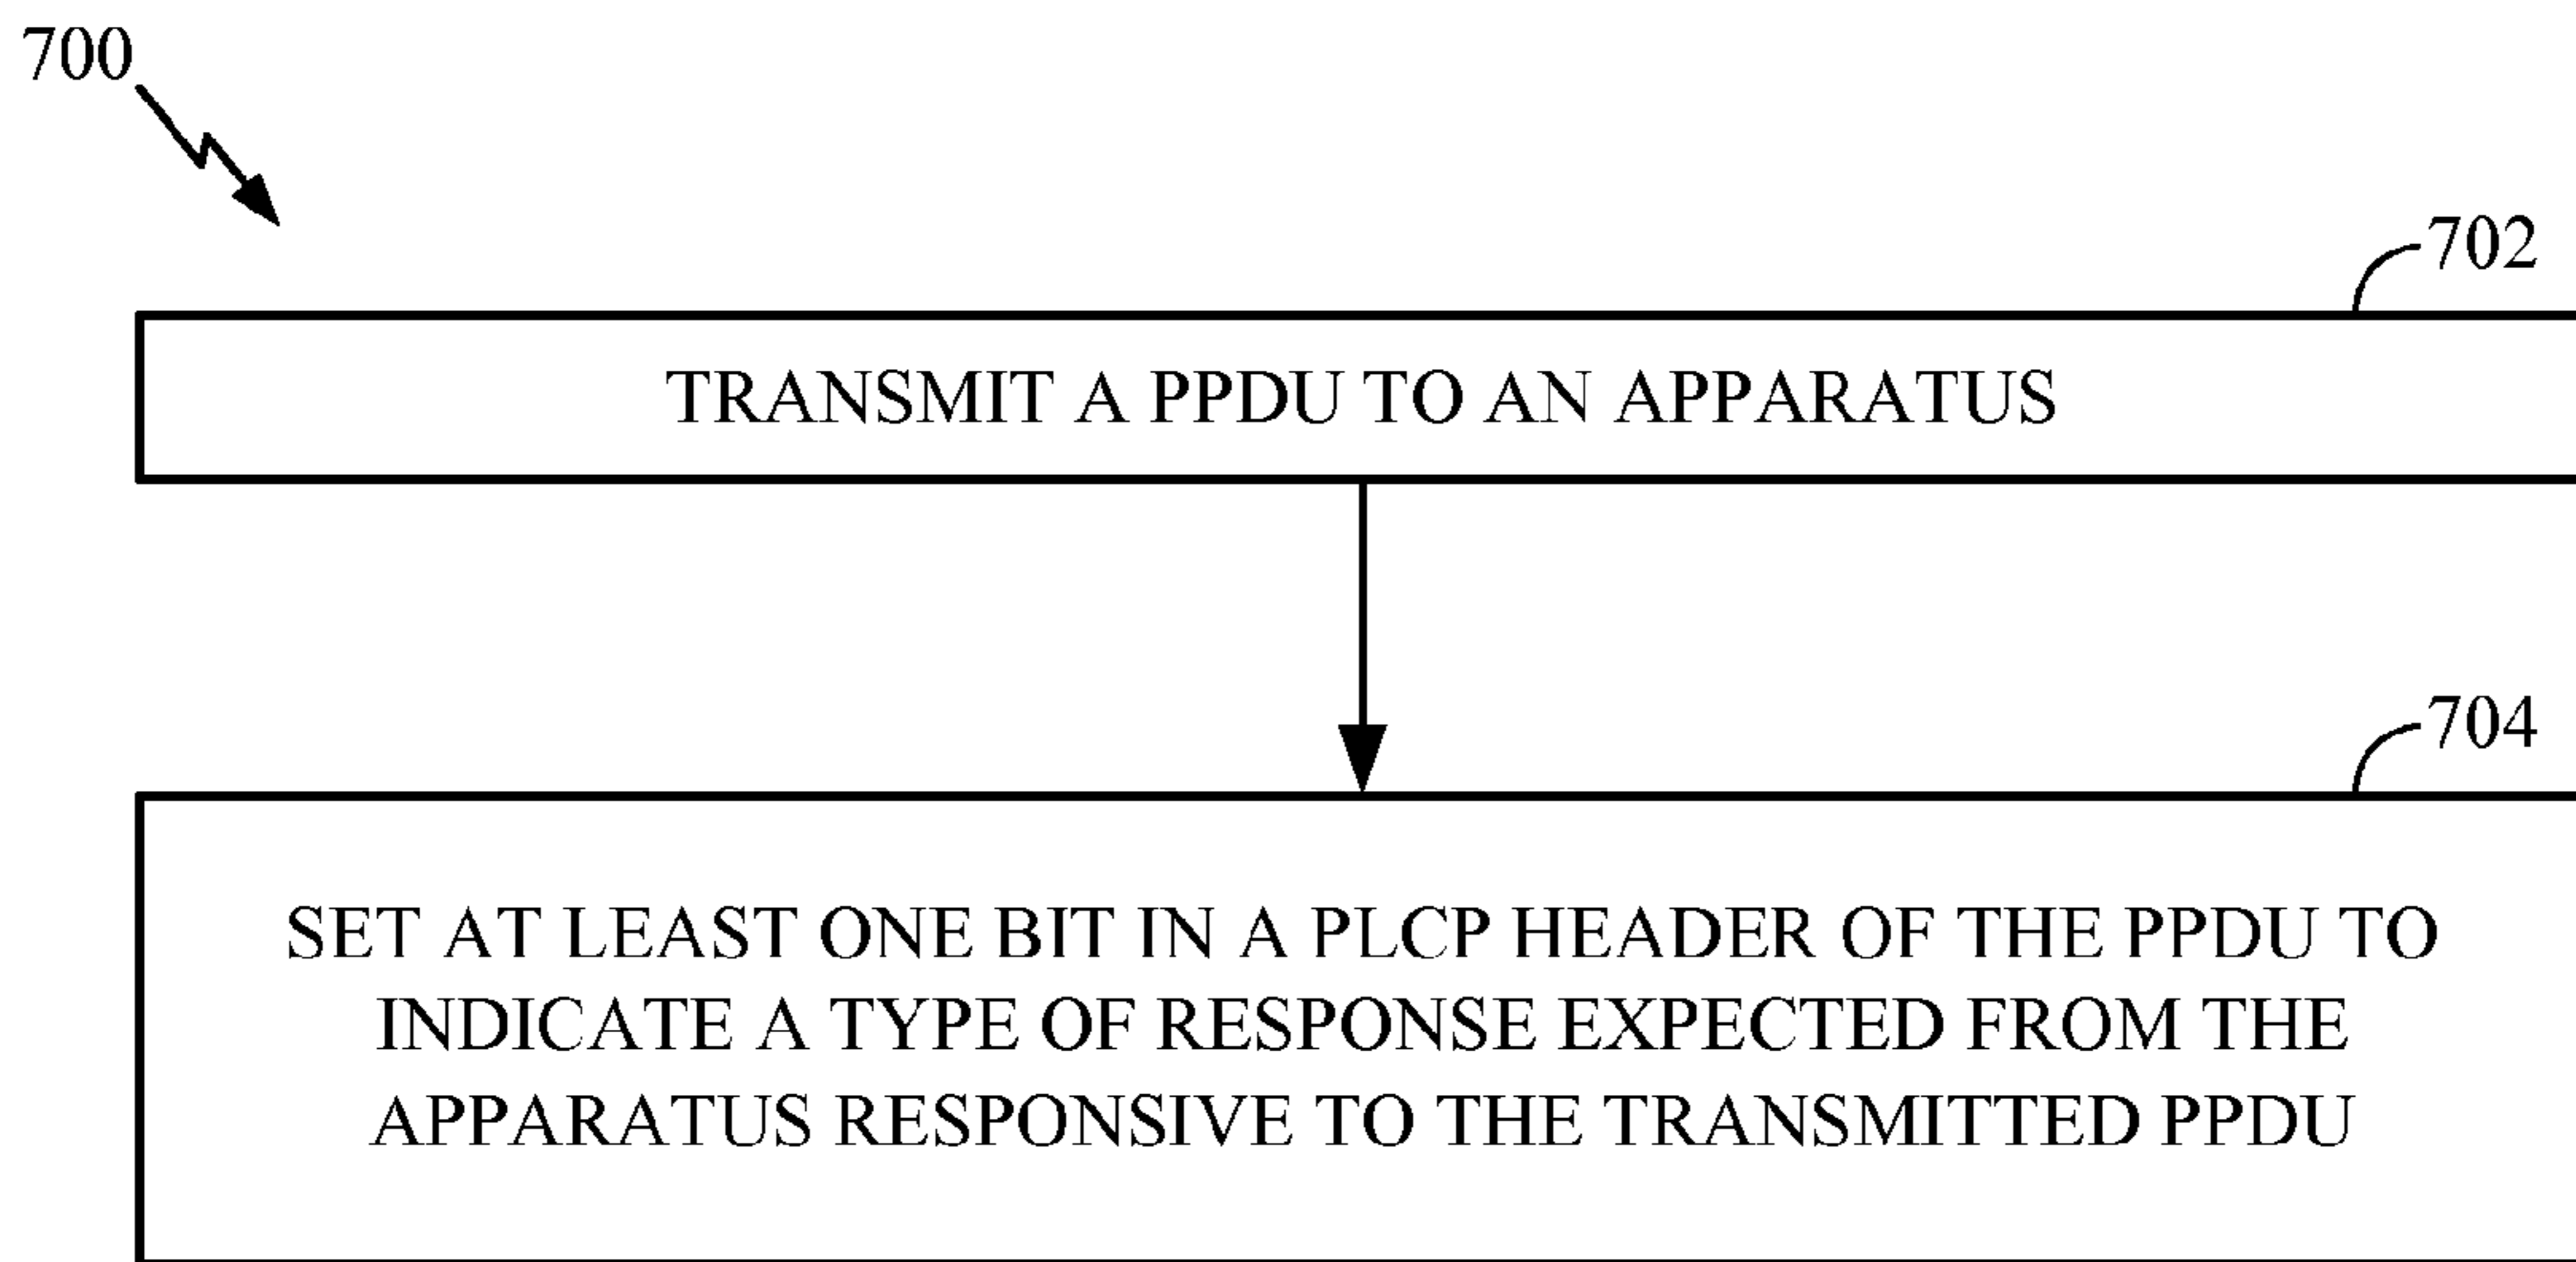 700
702
TRANSMIT A PPDU TO AN APPARATUS
704
SET AT LEAST ONE BIT IN A PLCP HEADER OF THE PPDU TO
INDICATE A TYPE OF RESPONSE EXPECTED FROM THE
APPARATUS RESPONSIVE TO THE TRANSMITTED PPDU